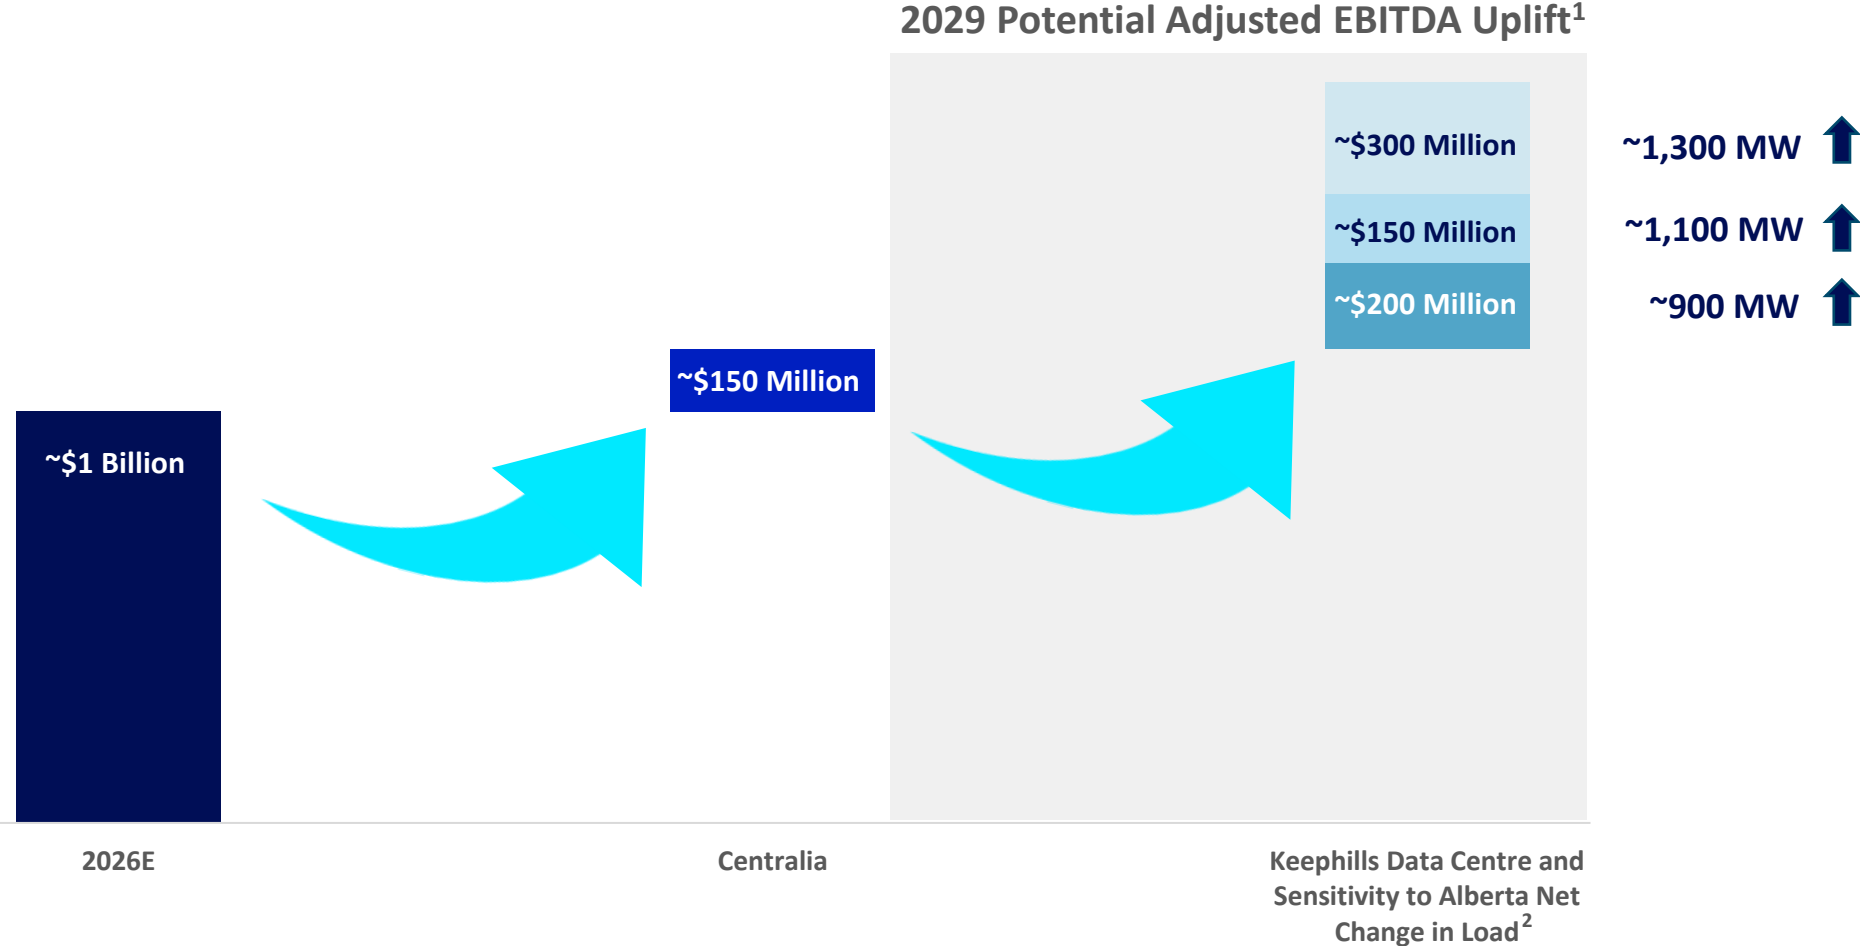 2029 Potential Adjusted EBITDA Uplift¹
~$300 Million
~1,300 MW
~$150 Million
~1,100 MW
~$200 Million
~900 MW
~$150 Million
~$1 Billion
2026E
Centralia
Keephills Data Centre and
Sensitivity to Alberta Net
Change in Load²